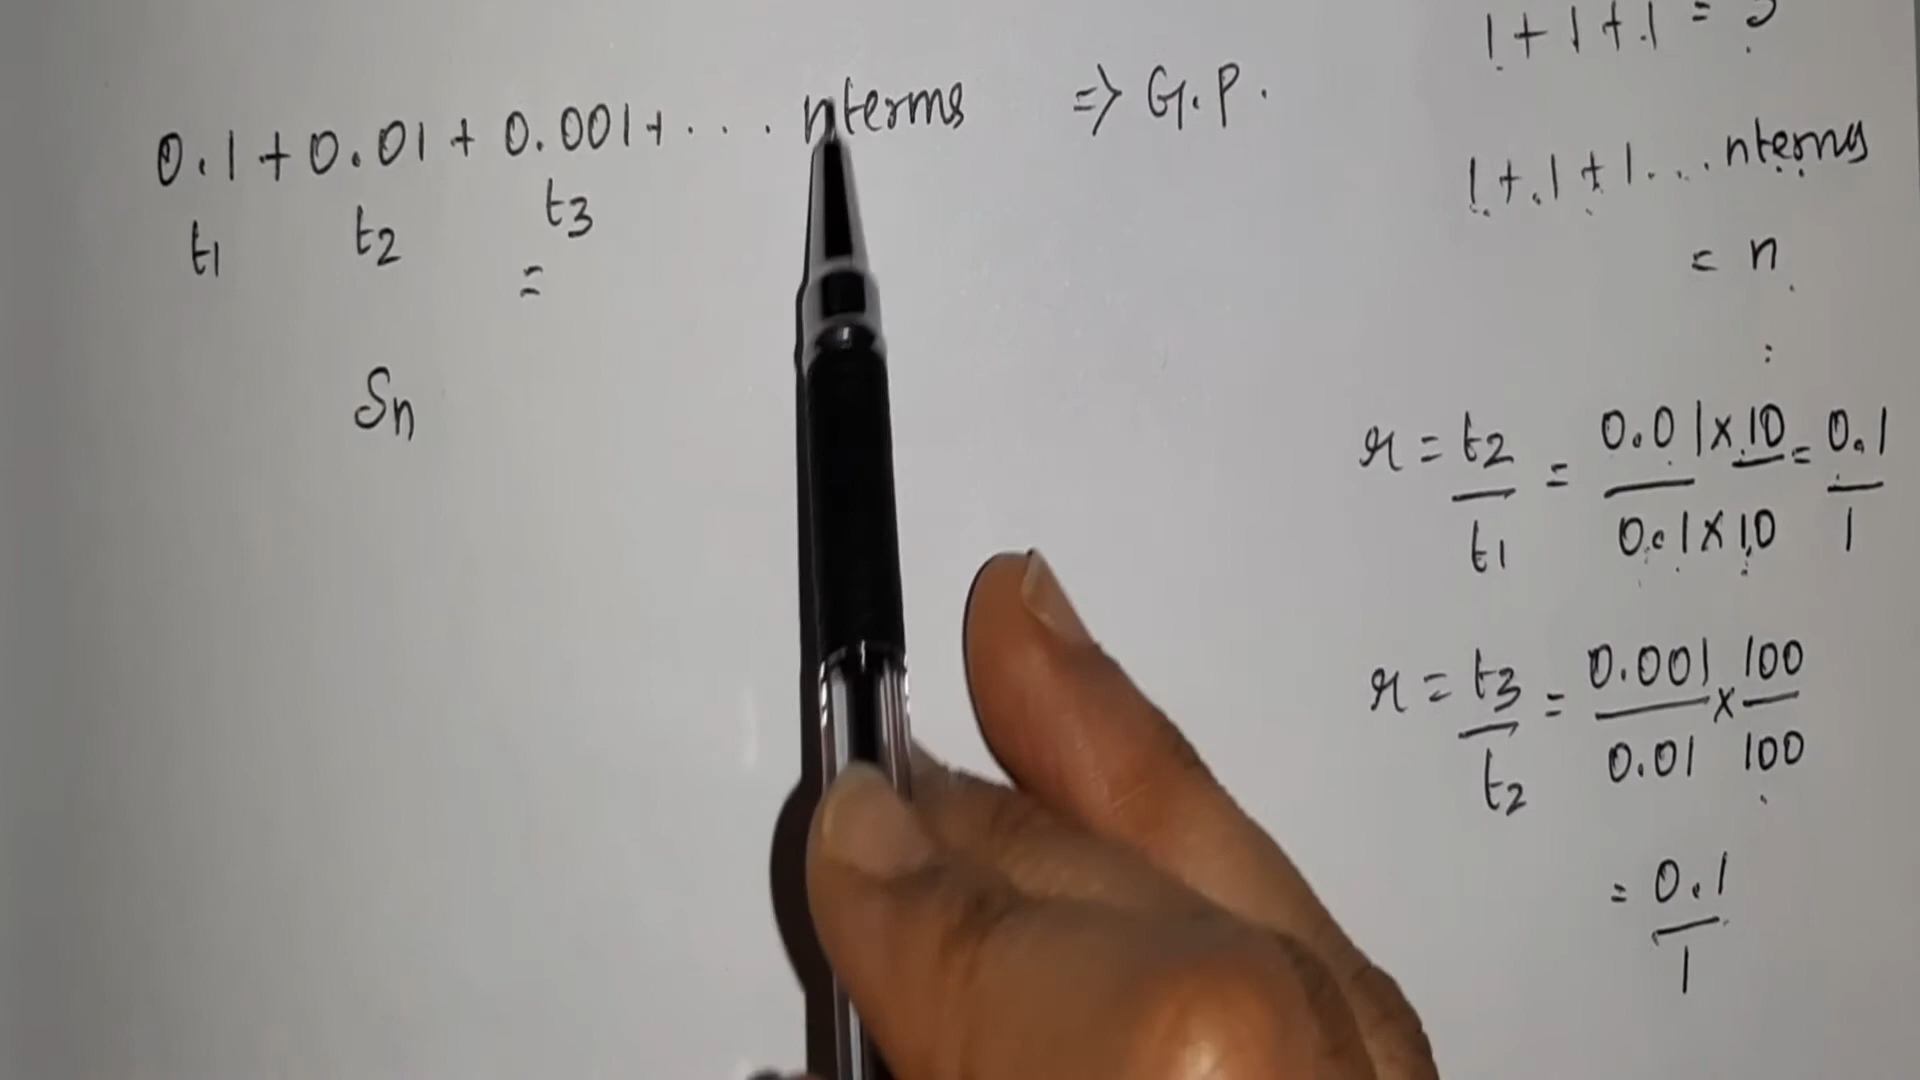 0.1 + 0.01 + 0.001 + ... n terms => G.P.
t1 t2 t3
=
Sn
1 + 1 + 1 =
1 + 1 + 1 ... n terms
= n
:
r = t2/t1 = 0.01 x 10/0.1 x 10 = 0.1/1
r = t3/t2 = 0.001/0.01 x 100/100
= 0.1/1